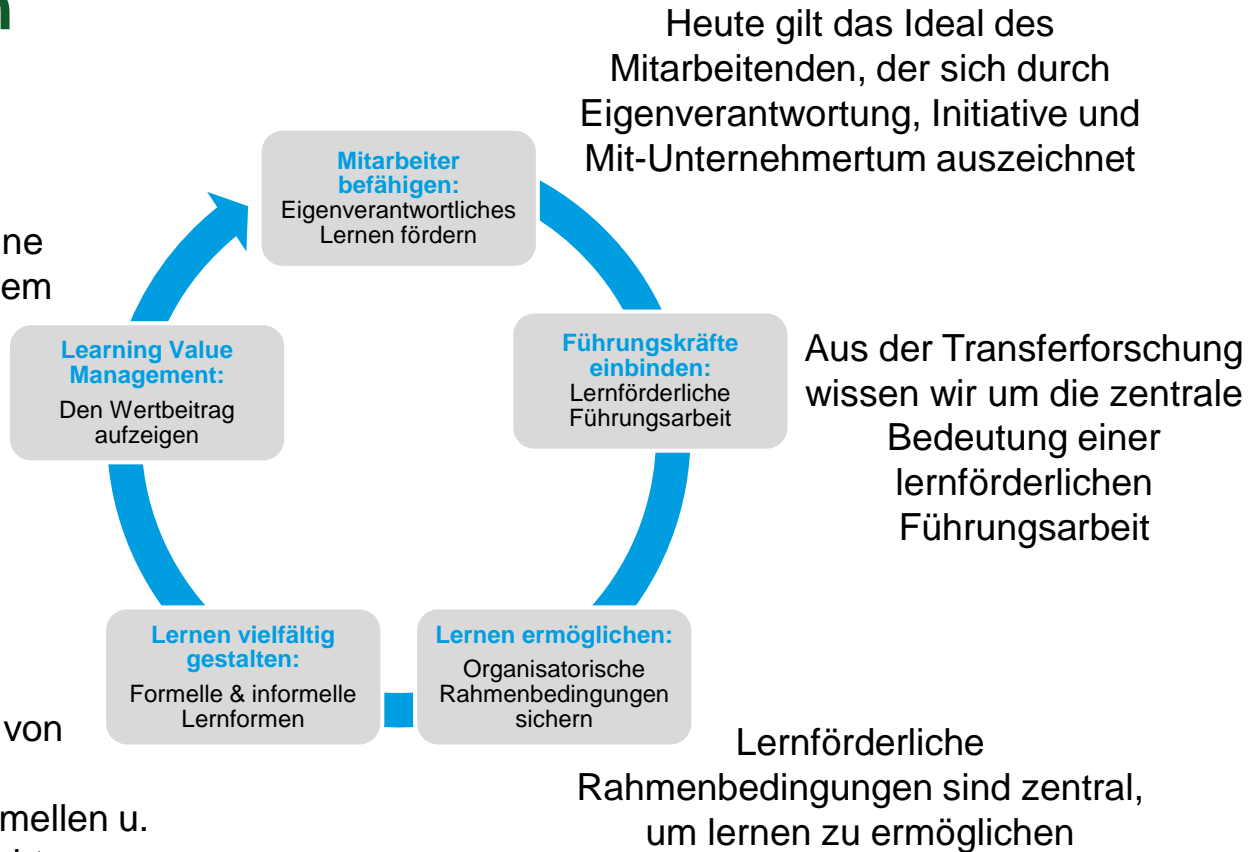 Heute gilt das Ideal des
Mitarbeitenden, der sich durch
Eigenverantwortung, Initiative und
Mit-Unternehmertum auszeichnet
Mitarbeiter
befähigen:
Eigenverantwortliches
Lernen fördern
Führungskräfte
einbinden:
Lernförderliche
Führungsarbeit
Aus der Transferforschung
wissen wir um die zentrale
Bedeutung einer
lernförderlichen
Führungsarbeit
Lernen ermöglichen:
Organisatorische
Rahmenbedingungen
sichern
Lernförderliche
Rahmenbedingungen sind zentral,
um lernen zu ermöglichen
Lernen vielfältig
gestalten:
Formelle & informelle
Lernformen
von
mellen u.
Learning Value
Management:
Den Wertbeitrag
aufzeigen
ne
em